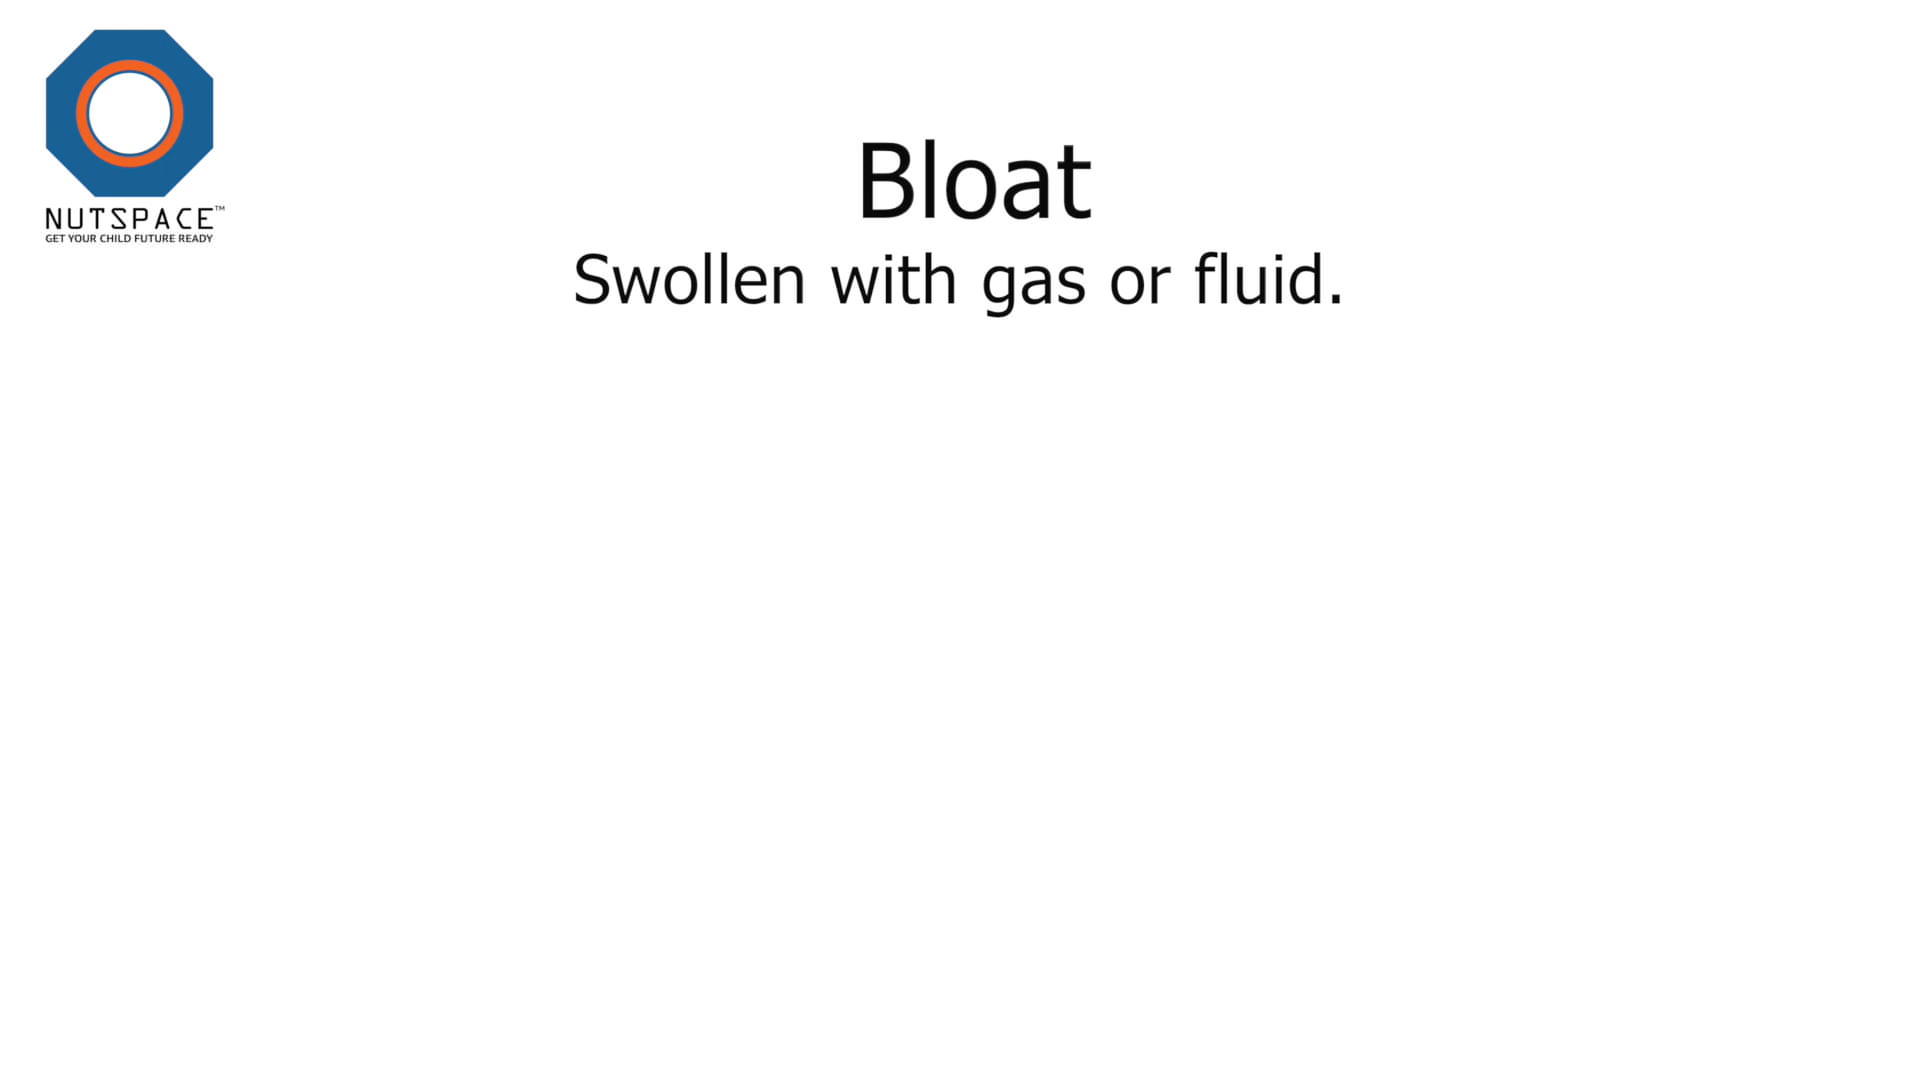 NUTSPACE™
GET YOUR CHILD FUTURE READY
Bloat
Swollen with gas or fluid.